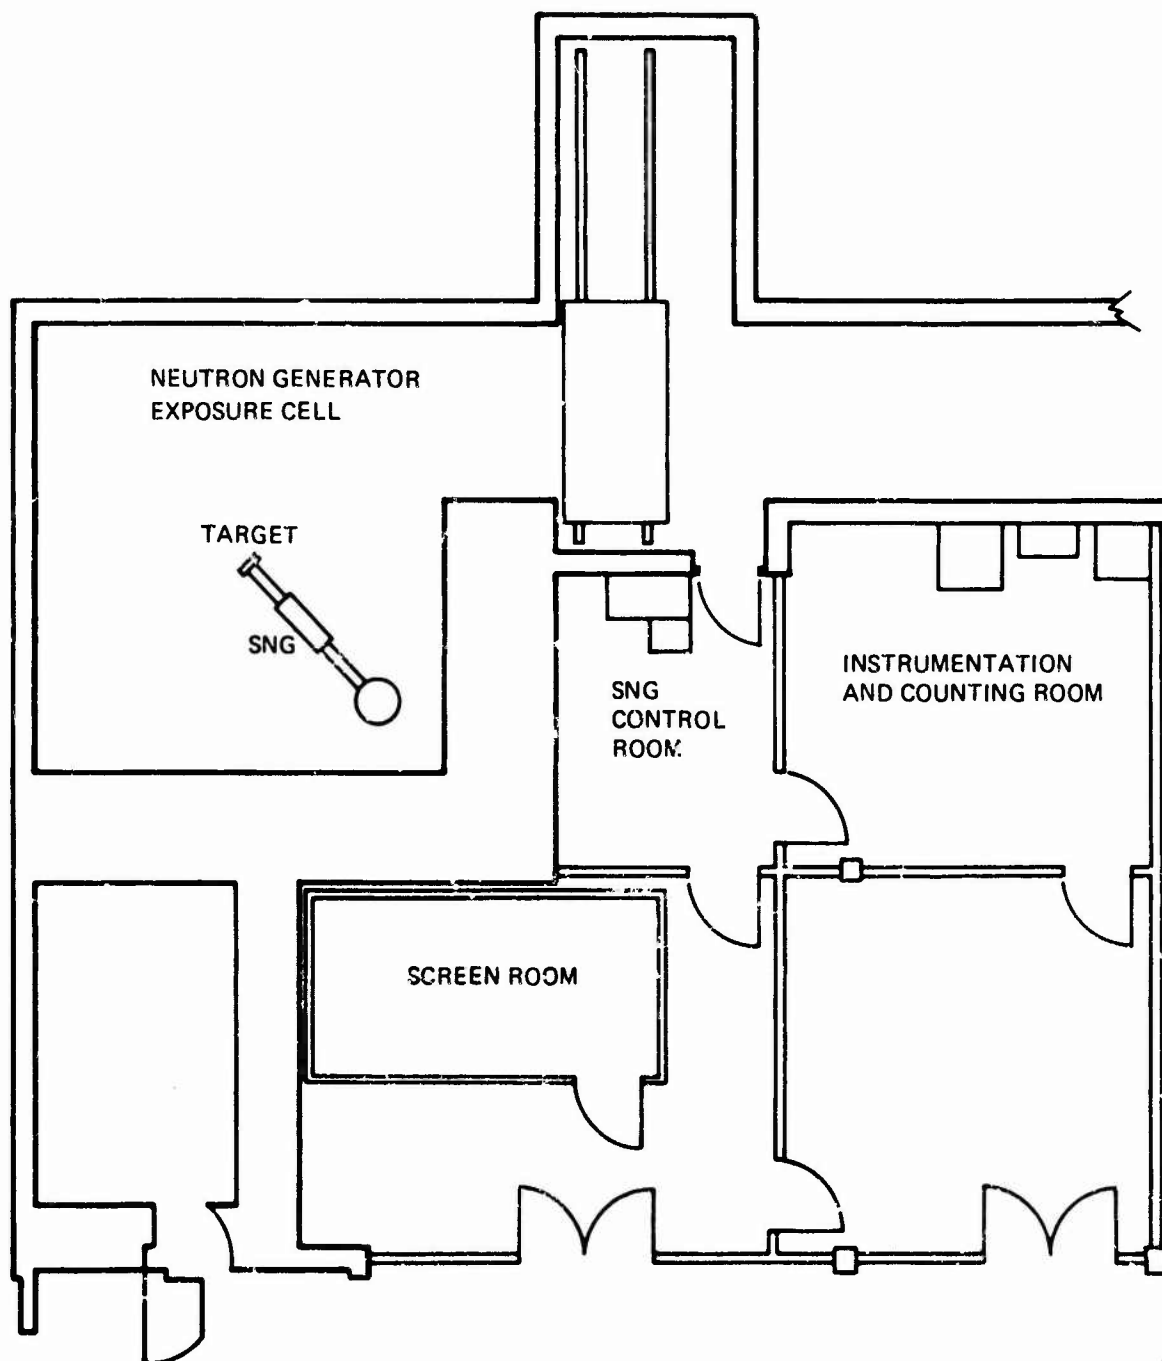 NEUTRON GENERATOR
EXPOSURE CELL
TARGET
SNG
SNG
CONTROL
ROOM
INSTRUMENTATION
AND COUNTING ROOM
SCREEN ROOM